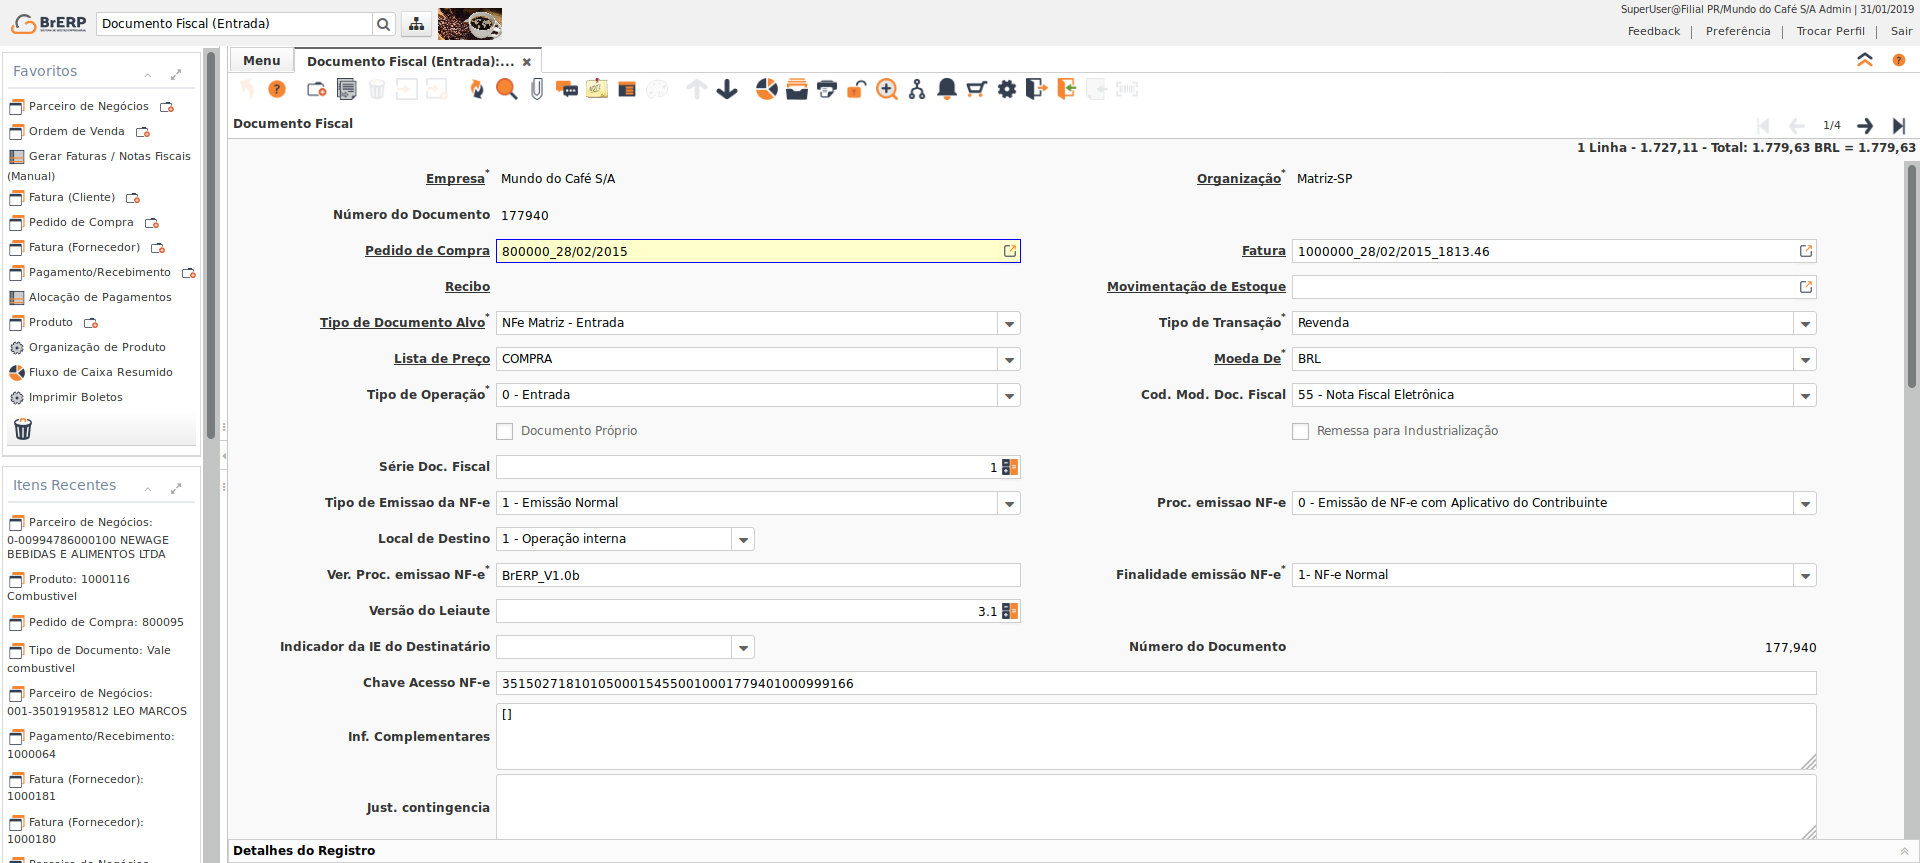 BrERP
Documento Fiscal (Entrada)
SuperUser@Filial PR/Mundo do Café S/A Admin | 31/01/2019
Feedback | Preferência | Trocar Perfil | Sair
Favoritos
Parceiro de Negócios
Ordem de Venda
Gerar Faturas / Notas Fiscais
(Manual)
Fatura (Cliente)
Pedido de Compra
Fatura (Fornecedor)
Pagamento/Recebimento
Alocação de Pagamentos
Produto
Organização de Produto
Fluxo de Caixa Resumido
Imprimir Boletos
Itens Recentes
Parceiro de Negócios:
0-00994786000100 NEWAGE
BEBIDAS E ALIMENTOS LTDA
Produto: 1000116
Combustivel
Pedido de Compra: 800095
Tipo de Documento: Vale
combustivel
Parceiro de Negócios:
001-35019195812 LEO MARCOS
Pagamento/Recebimento:
1000064
Fatura (Fornecedor):
1000181
Fatura (Fornecedor):
1000180
Menu
Documento Fiscal (Entrada):...
Documento Fiscal
1/4
1 Linha - 1.727,11 - Total: 1.779,63 BRL = 1.779,63
Empresa* Mundo do Café S/A
Organização* Matriz-SP
Número do Documento 177940
Pedido de Compra 800000_28/02/2015
Fatura 1000000_28/02/2015_1813.46
Recibo
Movimentação de Estoque
Tipo de Documento Alvo* NFe Matriz - Entrada
Tipo de Transação* Revenda
Lista de Preço COMPRA
Moeda De* BRL
Tipo de Operação* 0 - Entrada
Cod. Mod. Doc. Fiscal 55 - Nota Fiscal Eletrônica
Documento Próprio
Remessa para Industrialização
Série Doc. Fiscal 1
Tipo de Emissao da NF-e 1 - Emissão Normal
Proc. emissao NF-e 0 - Emissão de NF-e com Aplicativo do Contribuinte
Local de Destino 1 - Operação interna
Ver. Proc. emissao NF-e* BrERP_V1.0b
Finalidade emissão NF-e* 1- NF-e Normal
Versão do Leiaute 3.1
Indicador da IE do Destinatário
Número do Documento 177,940
Chave Acesso NF-e 35150271810105000154550010001779401000999166
Inf. Complementares []
Just. contingencia
Detalhes do Registro